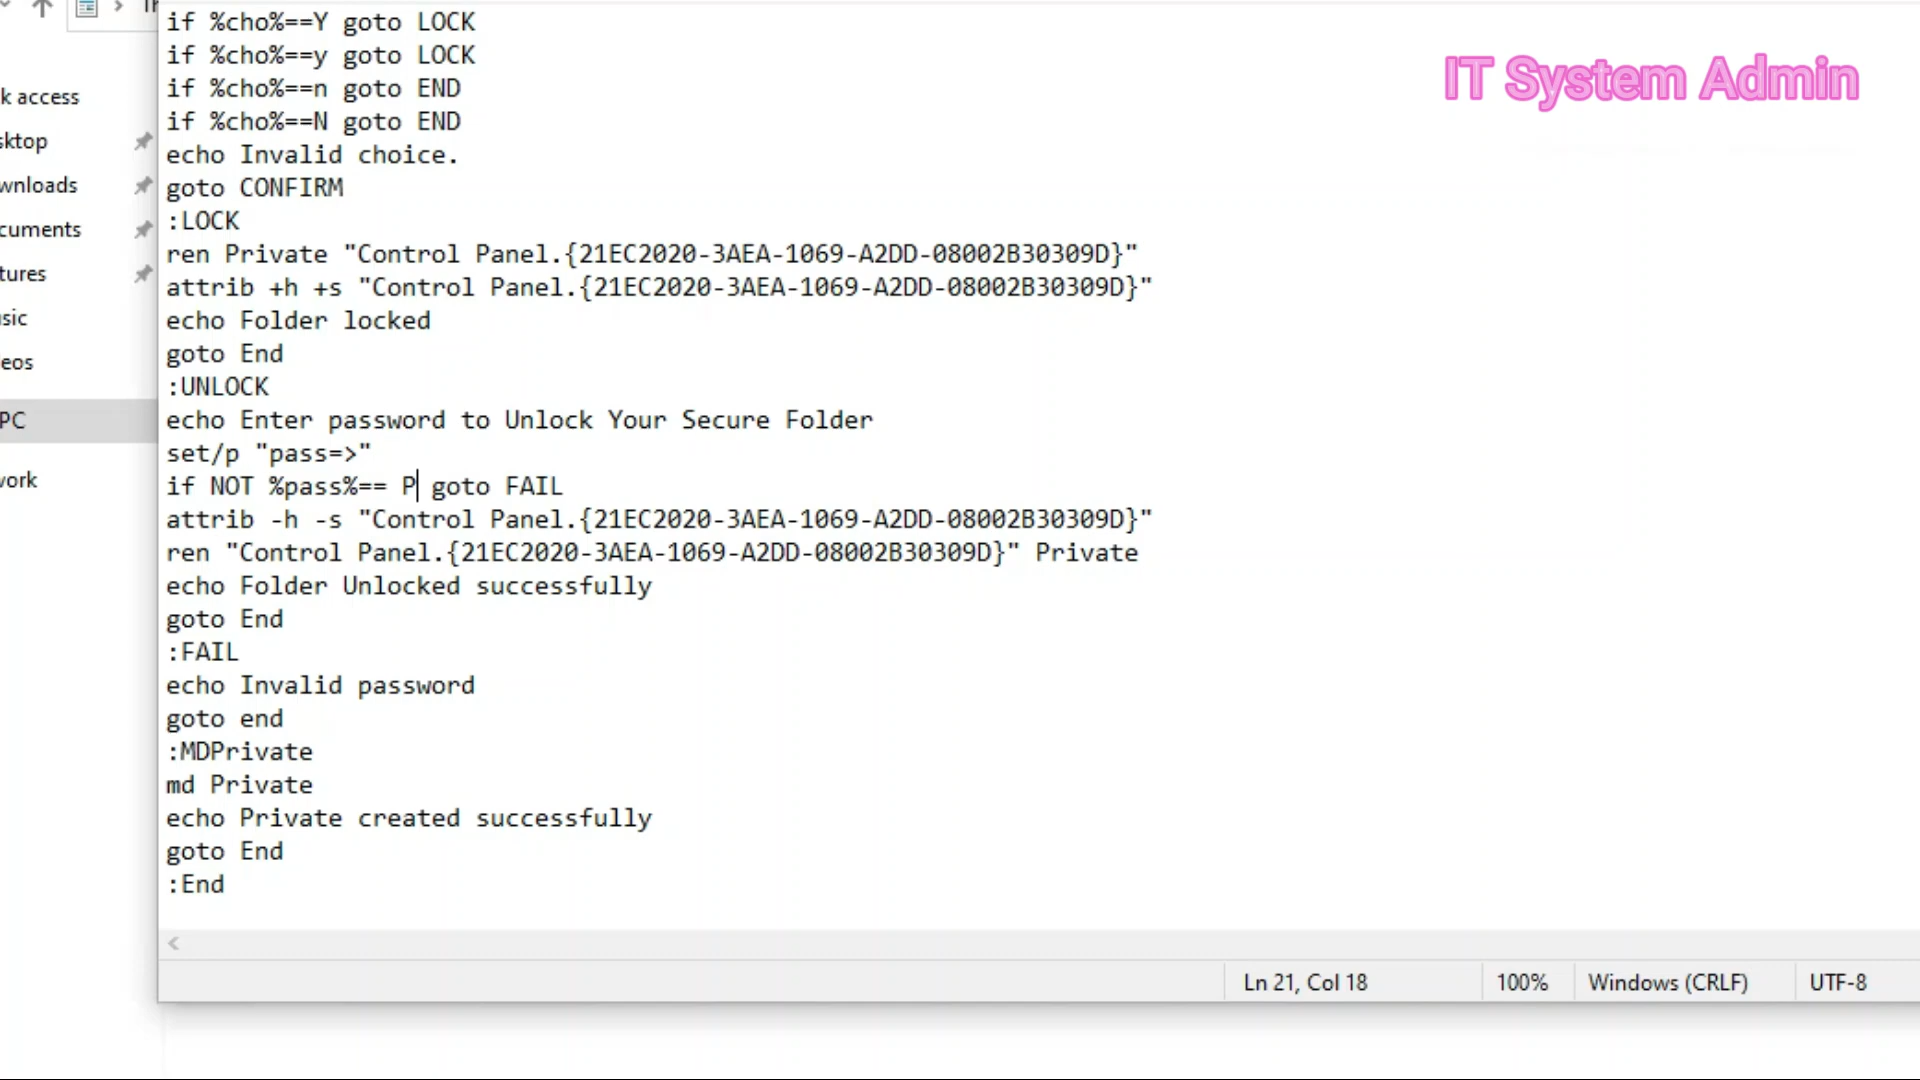 if %cho%==Y goto LOCK
if %cho%==y goto LOCK
if %cho%==n goto END
if %cho%==N goto END
echo Invalid choice.
goto CONFIRM
:LOCK
ren Private "Control Panel.{21EC2020-3AEA-1069-A2DD-08002B30309D}"
attrib +h +s "Control Panel.{21EC2020-3AEA-1069-A2DD-08002B30309D}"
echo Folder locked
goto End
:UNLOCK
echo Enter password to Unlock Your Secure Folder
set/p "pass=>"
if NOT %pass%== P goto FAIL
attrib -h -s "Control Panel.{21EC2020-3AEA-1069-A2DD-08002B30309D}"
ren "Control Panel.{21EC2020-3AEA-1069-A2DD-08002B30309D}" Private
echo Folder Unlocked successfully
goto End
:FAIL
echo Invalid password
goto end
:MDPrivate
md Private
echo Private created successfully
goto End
:End
IT System Admin
k access
sktop
wnloads
cuments
tures
sic
eos
PC
work
Ln 21, Col 18
100%
Windows (CRLF)
UTF-8